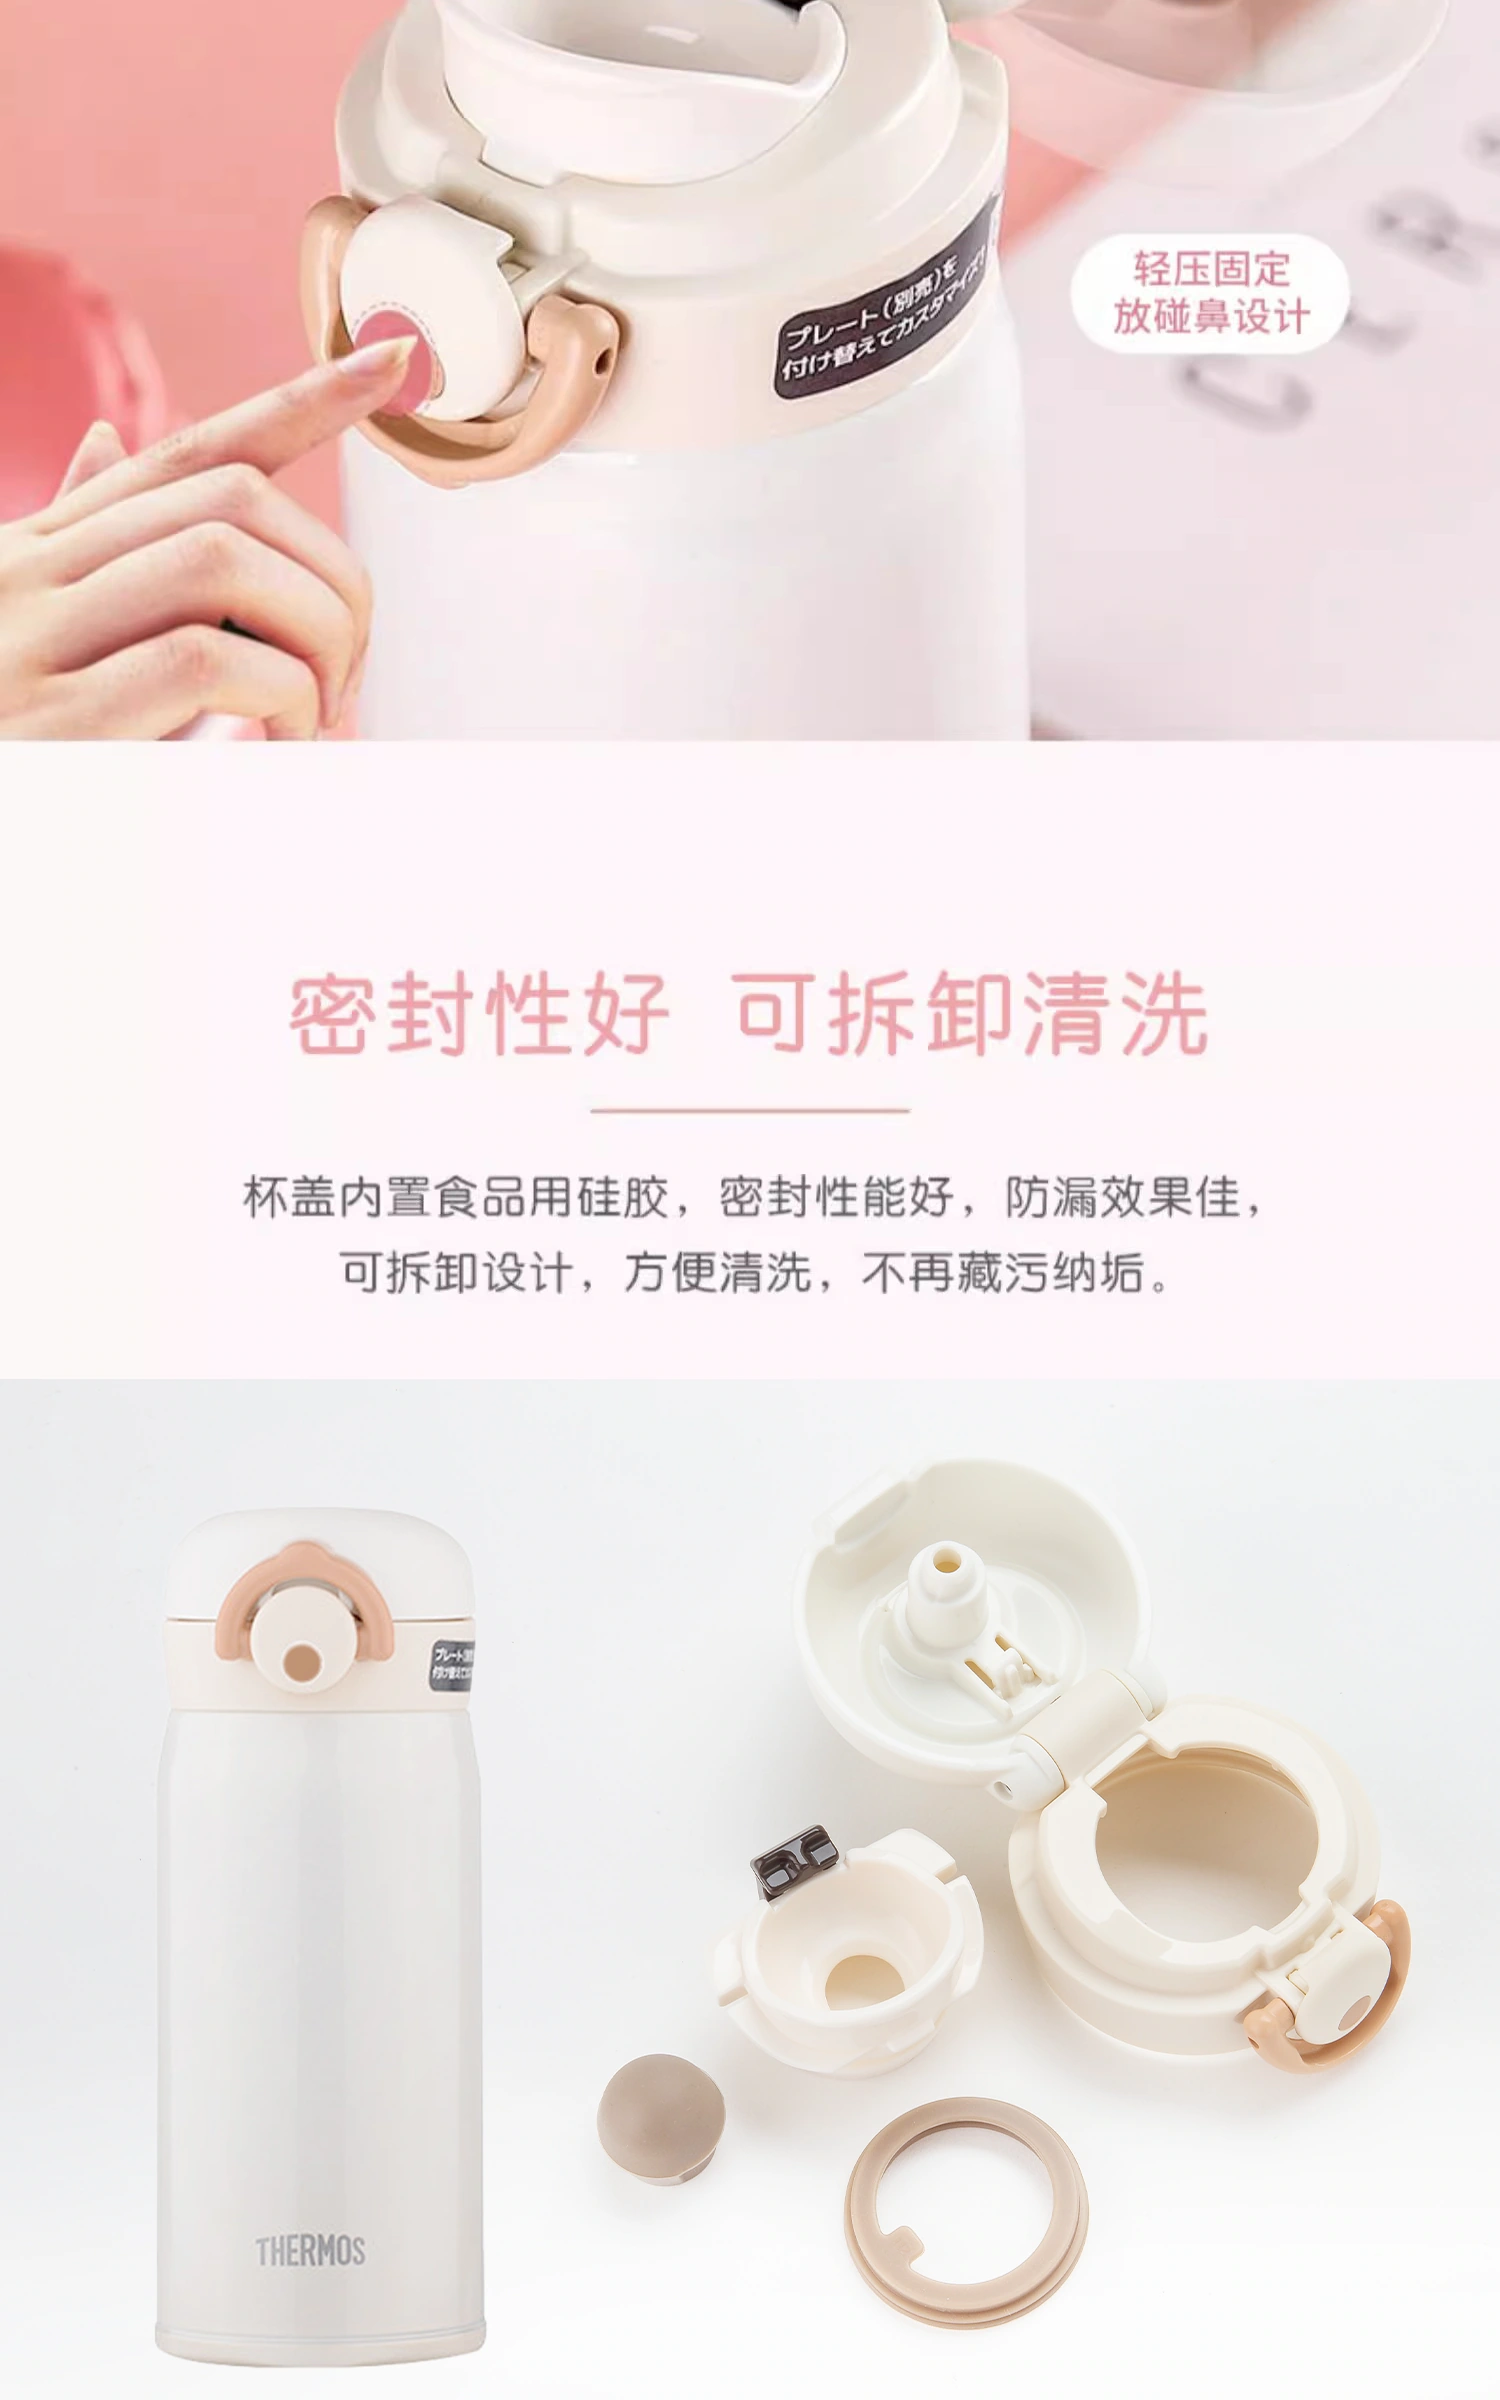 轻压固定
放碰鼻设计
プレート(別売)を
付け替えてカスタマイズ!
密封性好 可拆卸清洗
杯盖内置食品用硅胶，密封性能好，防漏效果佳，
可拆卸设计，方便清洗，不再藏污纳垢。
THERMOS